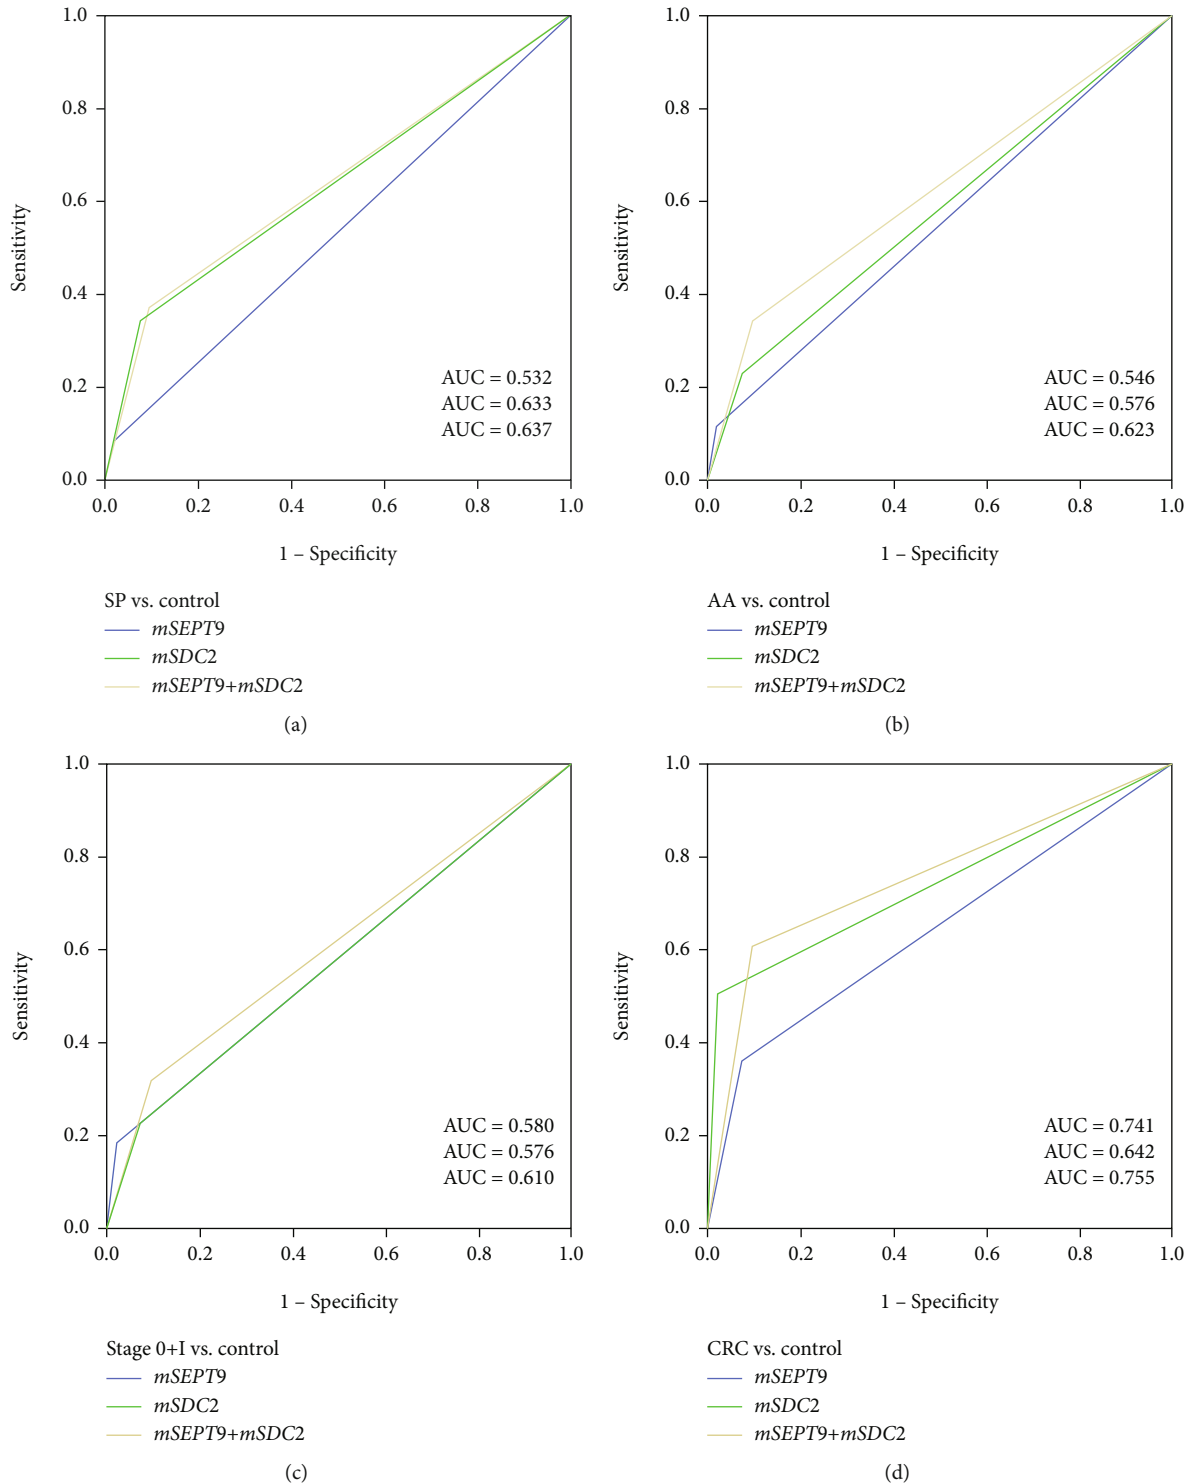 1.0
0.8
0.6
0.4
0.2
0.0
Sensitivity
AUC = 0.532
AUC = 0.633
AUC = 0.637
0.0 0.2 0.4 0.6 0.8 1.0
1 – Specificity
SP vs. control
mSEPT9
mSDC2
mSEPT9+mSDC2
(a)
1.0
0.8
0.6
0.4
0.2
0.0
Sensitivity
AUC = 0.546
AUC = 0.576
AUC = 0.623
0.0 0.2 0.4 0.6 0.8 1.0
1 – Specificity
AA vs. control
mSEPT9
mSDC2
mSEPT9+mSDC2
(b)
1.0
0.8
0.6
0.4
0.2
0.0
Sensitivity
AUC = 0.580
AUC = 0.576
AUC = 0.610
0.0 0.2 0.4 0.6 0.8 1.0
1 – Specificity
Stage 0+I vs. control
mSEPT9
mSDC2
mSEPT9+mSDC2
(c)
1.0
0.8
0.6
0.4
0.2
0.0
Sensitivity
AUC = 0.741
AUC = 0.642
AUC = 0.755
0.0 0.2 0.4 0.6 0.8 1.0
1 – Specificity
CRC vs. control
mSEPT9
mSDC2
mSEPT9+mSDC2
(d)